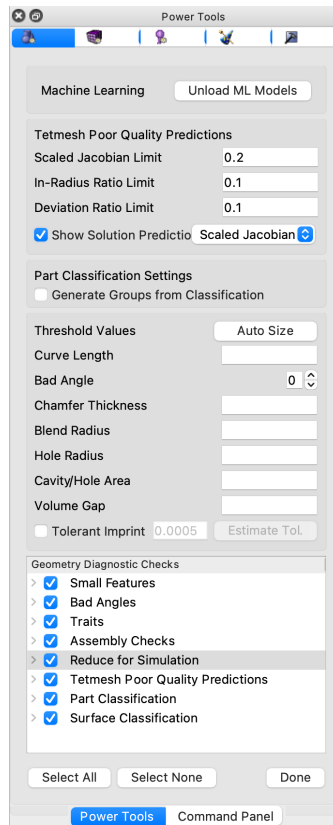 Power Tools
Machine Learning Unload ML Models
Tetmesh Poor Quality Predictions
Scaled Jacobian Limit 0.2
In-Radius Ratio Limit 0.1
Deviation Ratio Limit 0.1
Show Solution Predictio Scaled Jacobian
Part Classification Settings
Generate Groups from Classification
Threshold Values Auto Size
Curve Length
Bad Angle 0
Chamfer Thickness
Blend Radius
Hole Radius
Cavity/Hole Area
Volume Gap
Tolerant Imprint 0.0005 Estimate Tol.
Geometry Diagnostic Checks
Small Features
Bad Angles
Traits
Assembly Checks
Reduce for Simulation
Tetmesh Poor Quality Predictions
Part Classification
Surface Classification
Select All Select None Done
Power Tools Command Panel